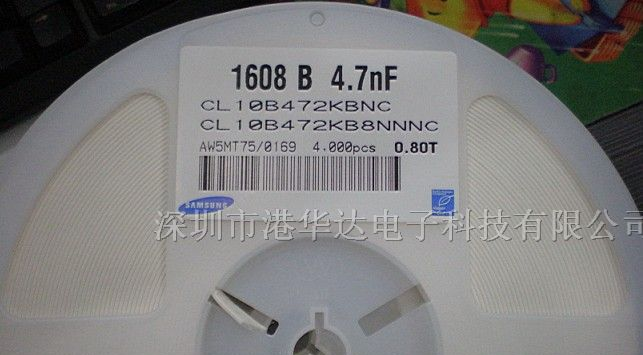 1608 B 4.7nF
CL10B472KBNC
CL10B472KB8NNNC
AW5MT75/0169 4.000pcs 0.80T
SAMSUNG
深圳市港华达电子科技有限公司